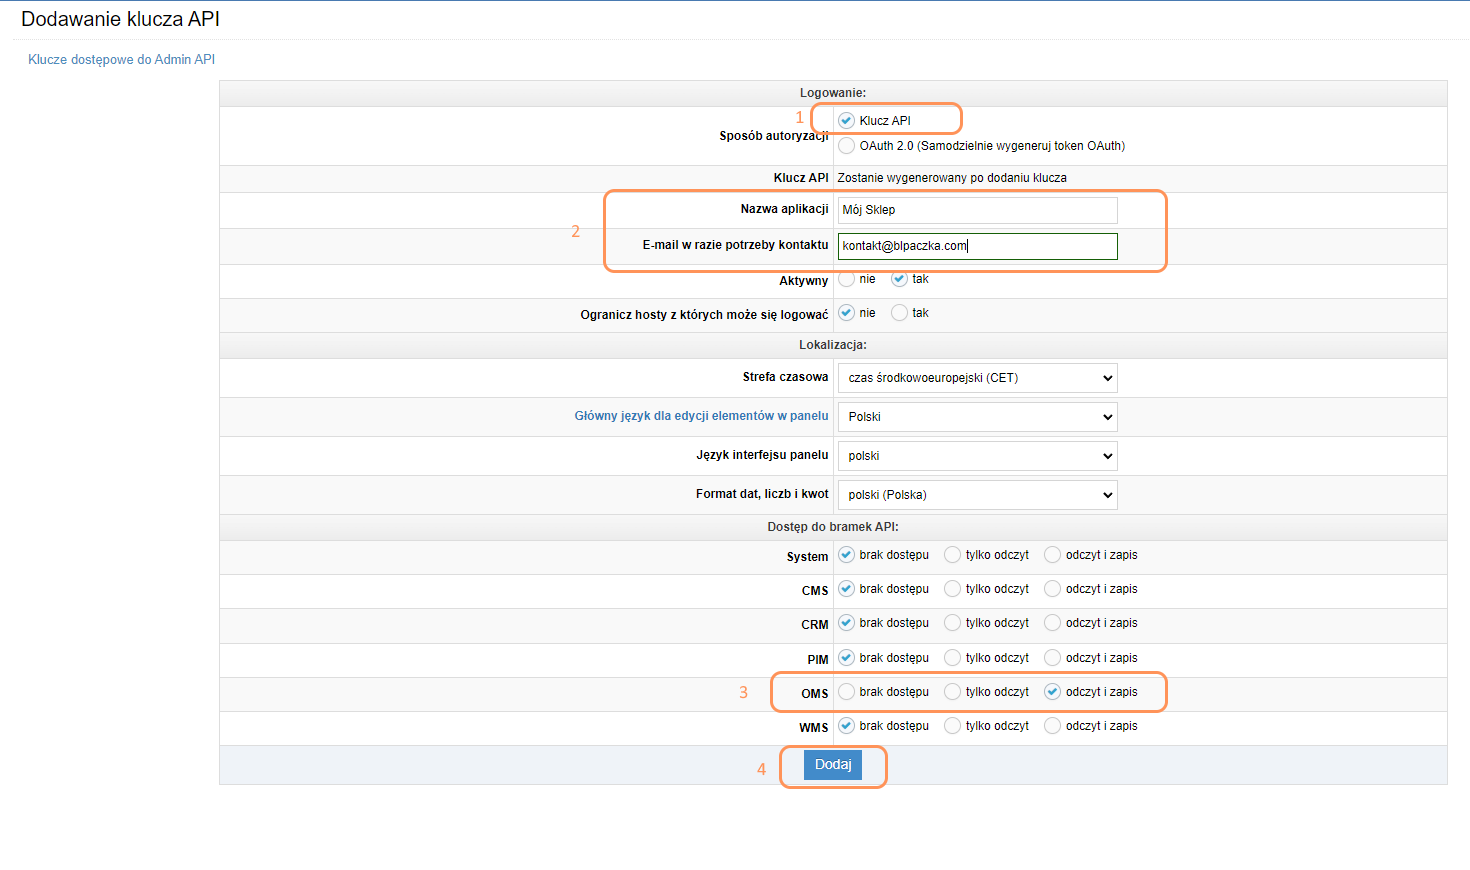 Dodawanie klucza API
Klucze dostępowe do Admin API
Logowanie:
1
Sposób autoryzacji
Klucz API
OAuth 2.0 (Samodzielnie wygeneruj token OAuth)
Klucz API Zostanie wygenerowany po dodaniu klucza
2
Nazwa aplikacji Mój Sklep
E-mail w razie potrzeby kontaktu kontakt@blpaczka.com
Aktywny nie tak
Ogranicz hosty z których może się logować nie tak
Lokalizacja:
Strefa czasowa czas środkowoeuropejski (CET)
Główny język dla edycji elementów w panelu Polski
Język interfejsu panelu polski
Format dat, liczb i kwot polski (Polska)
Dostęp do bramek API:
System brak dostępu tylko odczyt odczyt i zapis
CMS brak dostępu tylko odczyt odczyt i zapis
CRM brak dostępu tylko odczyt odczyt i zapis
PIM brak dostępu tylko odczyt odczyt i zapis
3 OMS brak dostępu tylko odczyt odczyt i zapis
WMS brak dostępu tylko odczyt odczyt i zapis
4 Dodaj